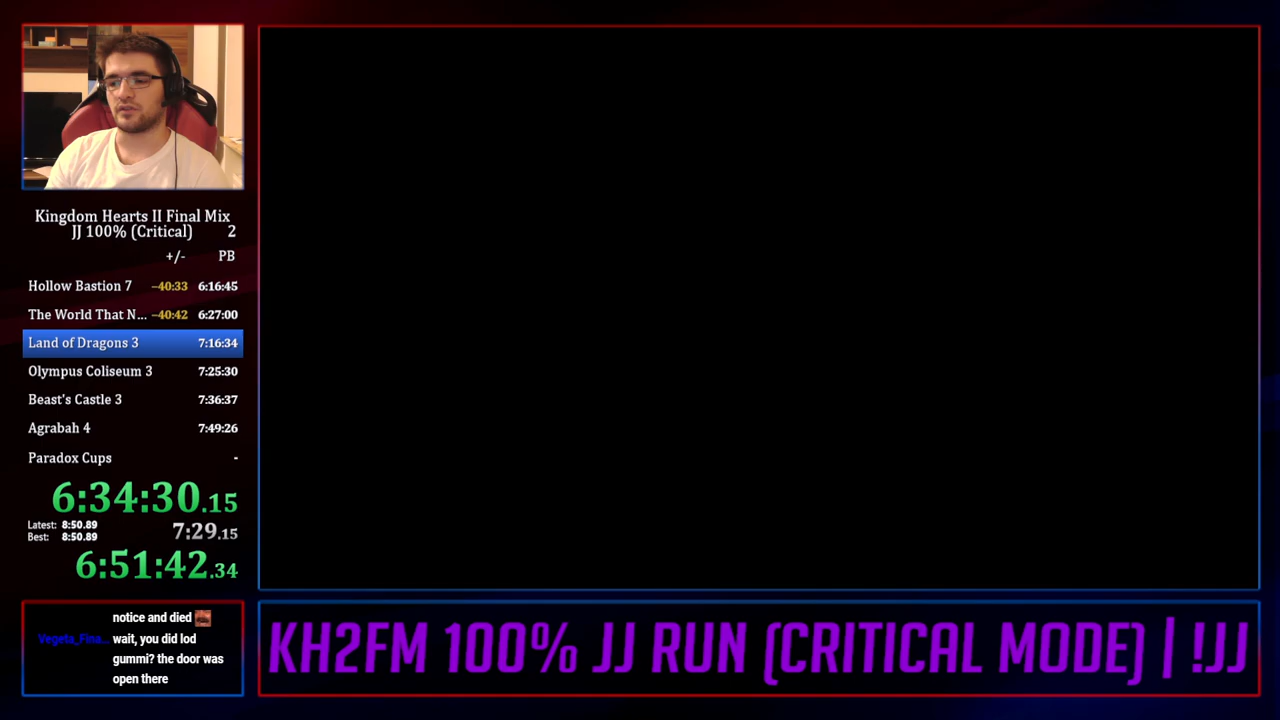 Kingdom Hearts II Final Mix
JJ 100% (Critical) 2
+/- PB
Hollow Bastion 7 −40:33 6:16:45
The World That N... −40:42 6:27:00
Land of Dragons 3 7:16:34
Olympus Coliseum 3 7:25:30
Beast's Castle 3 7:36:37
Agrabah 4 7:49:26
Paradox Cups -
6:34:30.15
Latest: 8:50.89
Best: 8:50.89
7:29.15
6:51:42.34
notice and died
Vegeta_Fina... wait, you did lod
gummi? the door was
open there
KH2FM 100% JJ RUN (CRITICAL MODE) | !JJ